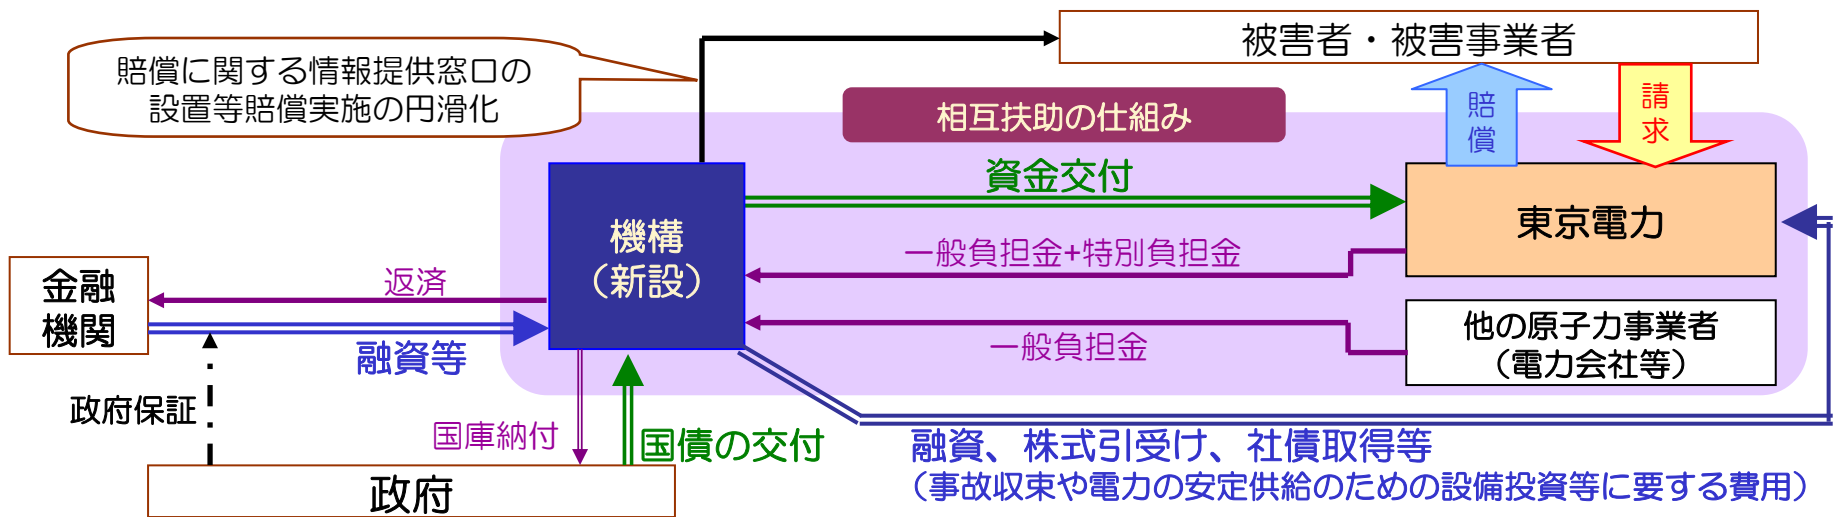 被害者・被害事業者
賠償に関する情報提供窓口の
設置等賠償実施の円滑化
相互扶助の仕組み
賠
償
請
求
資金交付
機構
（新設）
東京電力
一般負担金+特別負担金
金融
機関
返済
融資等
他の原子力事業者
（電力会社等）
一般負担金
政府保証
国庫納付
国債の交付
融資、株式引受け、社債取得等
（事故収束や電力の安定供給のための設備投資等に要する費用）
政府